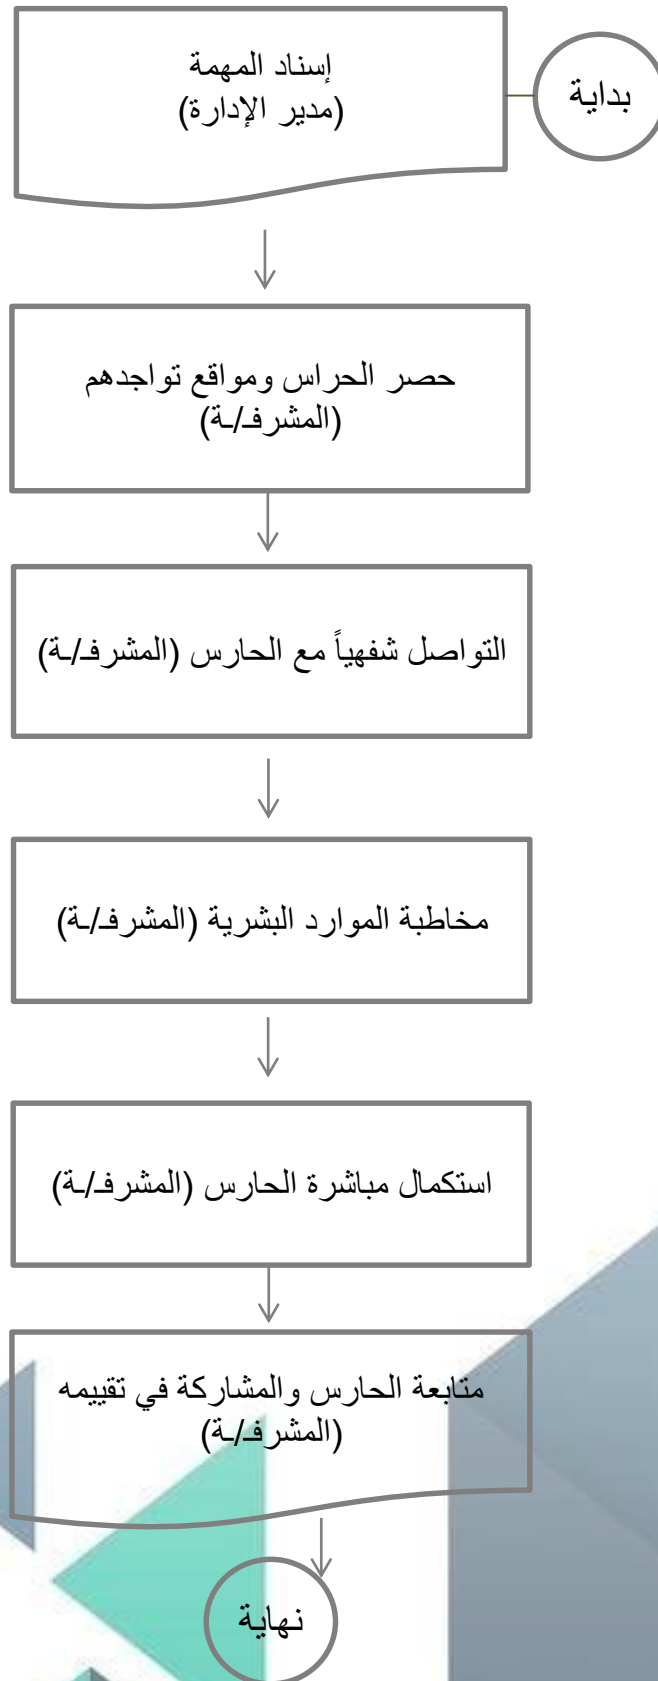 بداية
إسناد المهمة
(مدير الإدارة)
حصر الحراس ومواقع تواجدهم
(المشرفـ/ـة)
التواصل شفهياً مع الحارس (المشرفـ/ـة)
مخاطبة الموارد البشرية (المشرفـ/ـة)
استكمال مباشرة الحارس (المشرفـ/ـة)
متابعة الحارس والمشاركة في تقييمه
(المشرفـ/ـة)
نهاية